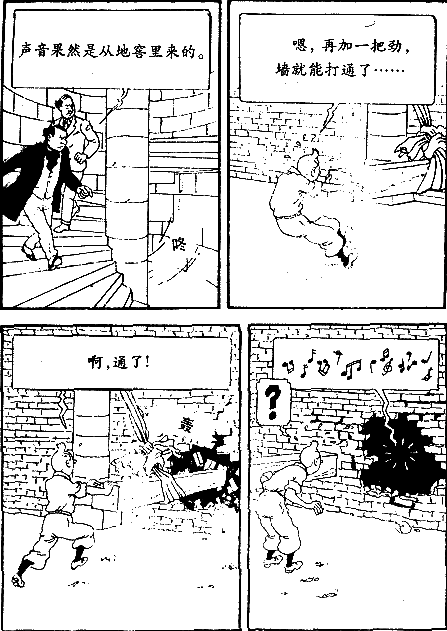 声音果然是从地窖里来的。
嗯，再加一把劲，
墙就能打通了……
咚
啊，通了！
轰
?